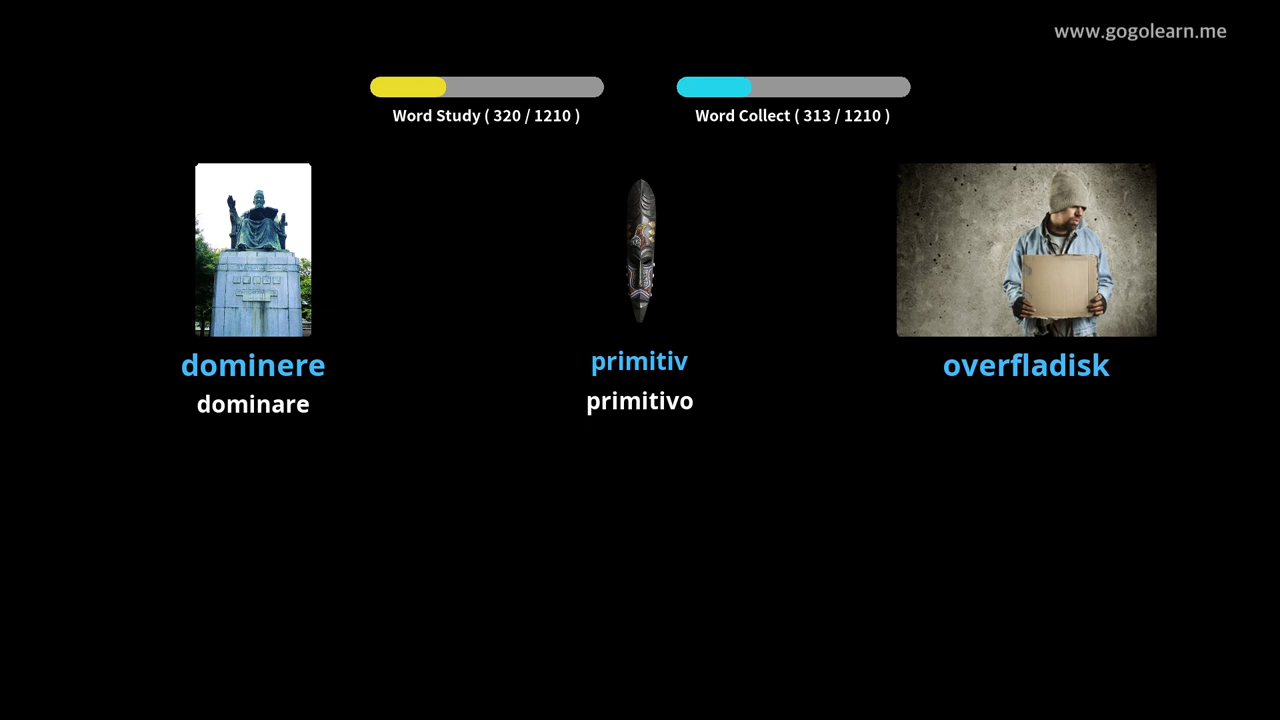 www.gogolearn.me
Word Study ( 320 / 1210 )
Word Collect ( 313 / 1210 )
dominere
dominare
primitiv
primitivo
overfladisk